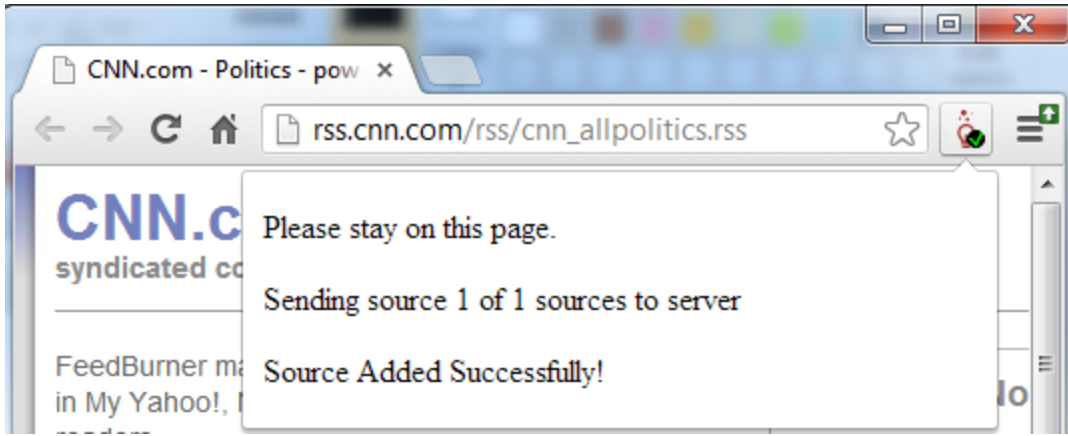 CNN.com - Politics - pow
rss.cnn.com/rss/cnn_allpolitics.rss
CNN.c
syndicated co
Please stay on this page.
Sending source 1 of 1 sources to server
Source Added Successfully!
FeedBurner ma
in My Yahoo!,
No